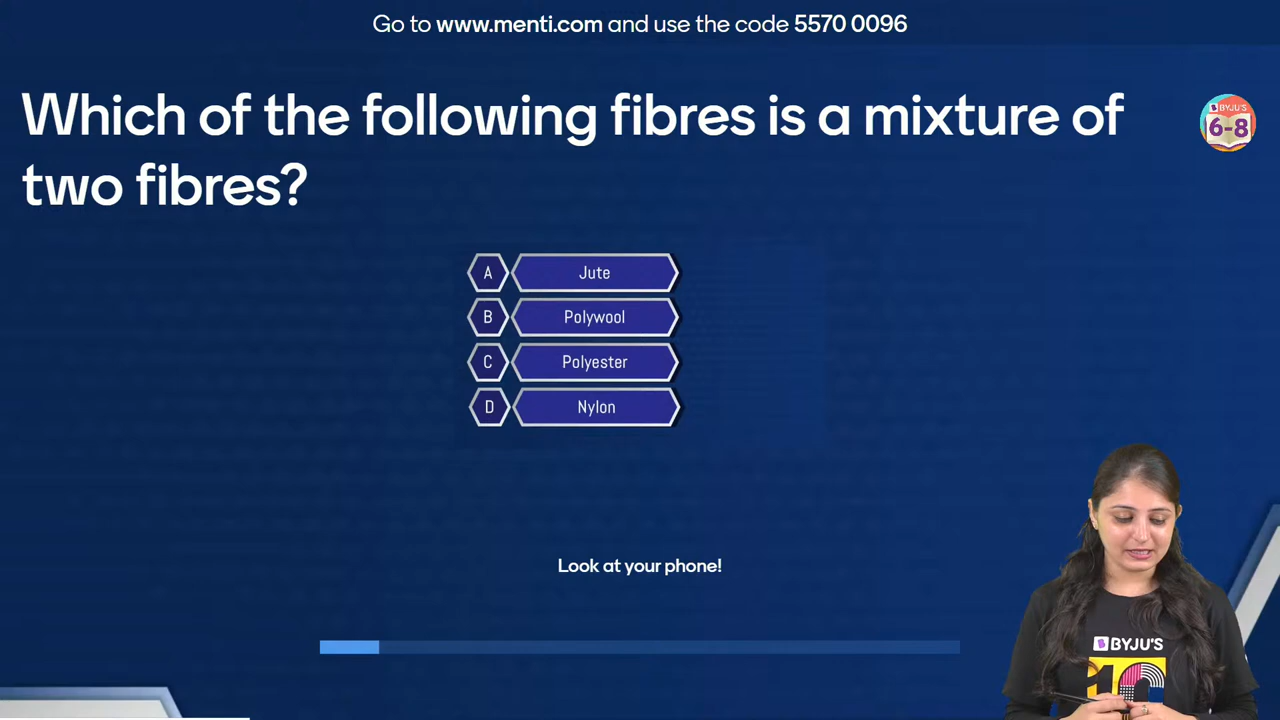 Go to www.menti.com and use the code 5570 0096
Which of the following fibres is a mixture of
two fibres?
BYJU'S
6-8
A Jute
B Polywool
C Polyester
D Nylon
Look at your phone!
BYJU'S
10